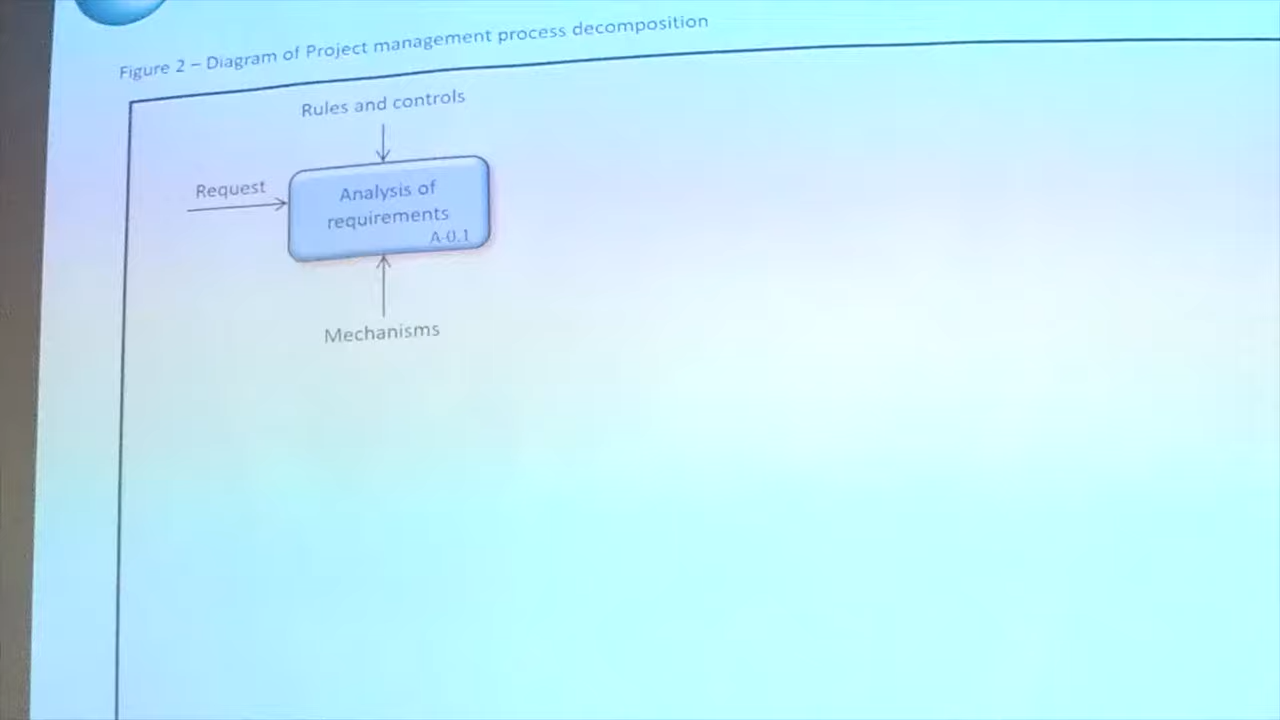 Figure 2 – Diagram of Project management process decomposition
Rules and controls
Request
Analysis of
requirements
A-0.1
Mechanisms